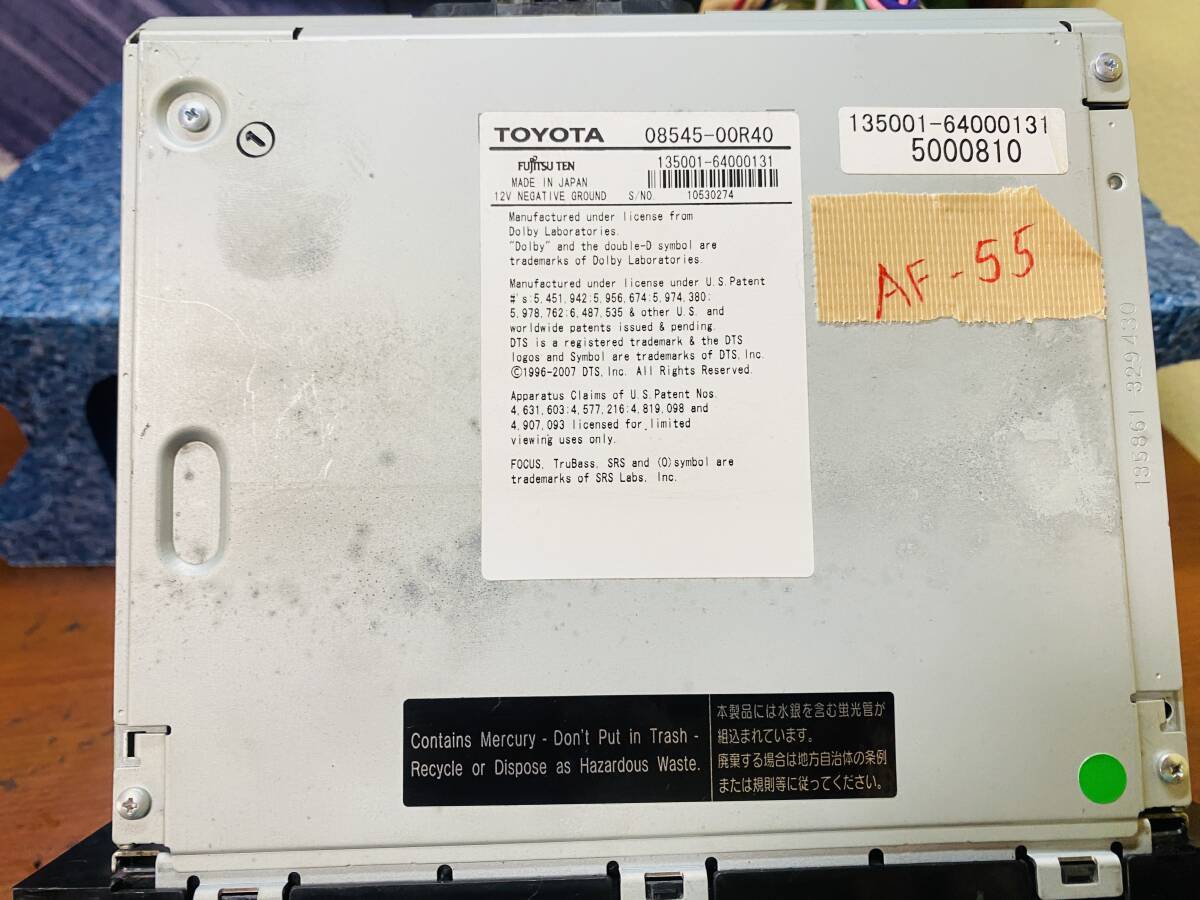 ①
TOYOTA 08545-00R40
FUJITSU TEN 135001-64000131
MADE IN JAPAN
12V NEGATIVE GROUND S/NO. 10530274
Manufactured under license from
Dolby Laboratories.
"Dolby" and the double-D symbol are
trademarks of Dolby Laboratories.
Manufactured under license under U.S.Patent
#'s:5,451,942:5,956,674:5,974,380:
5,978,762:6,487,535 & other U.S. and
worldwide patents issued & pending.
DTS is a registered trademark & the DTS
logos and Symbol are trademarks of DTS, Inc.
©1996-2007 DTS, Inc. All Rights Reserved.
Apparatus Claims of U.S.Patent Nos.
4,631,603:4,577,216:4,819,098 and
4,907,093 licensed for limited
viewing uses only.
FOCUS, TruBass, SRS and (O) symbol are
trademarks of SRS Labs, Inc.
135001-64000131
5000810
AF-55
135861 829430
Contains Mercury - Don't Put in Trash -
Recycle or Dispose as Hazardous Waste.
本製品には水銀を含む蛍光管が
組込まれています。
廃棄する場合は地方自治体の条例
または規則等に従ってください。